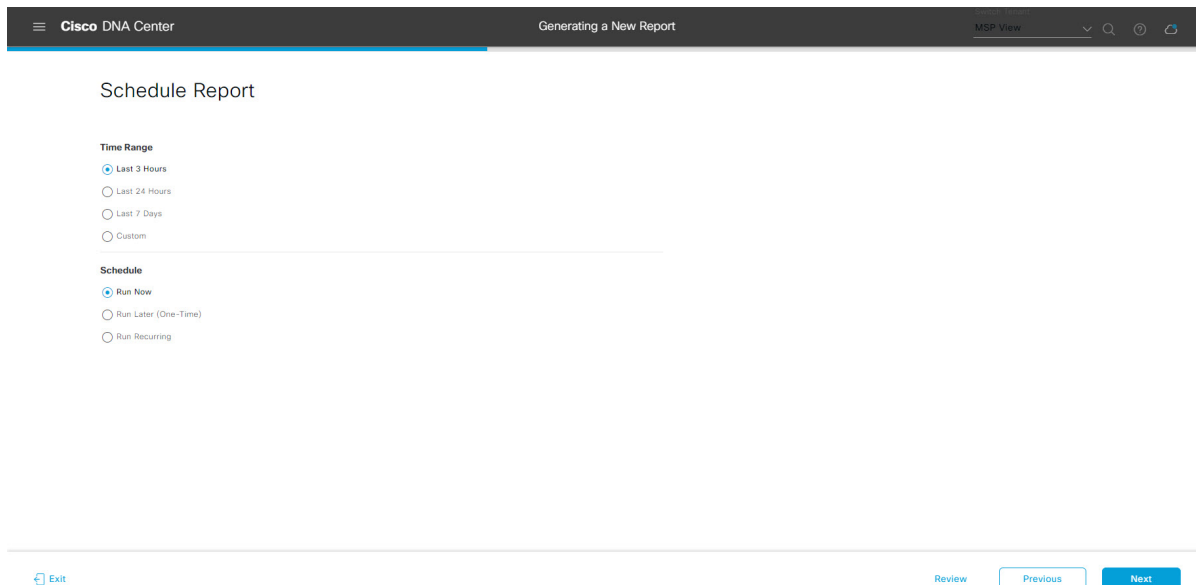 Cisco DNA Center
Generating a New Report
MSP View
Schedule Report
Time Range
Last 3 Hours
Last 24 Hours
Last 7 Days
Custom
Schedule
Run Now
Run Later (One-Time)
Run Recurring
Exit
Review
Previous
Next